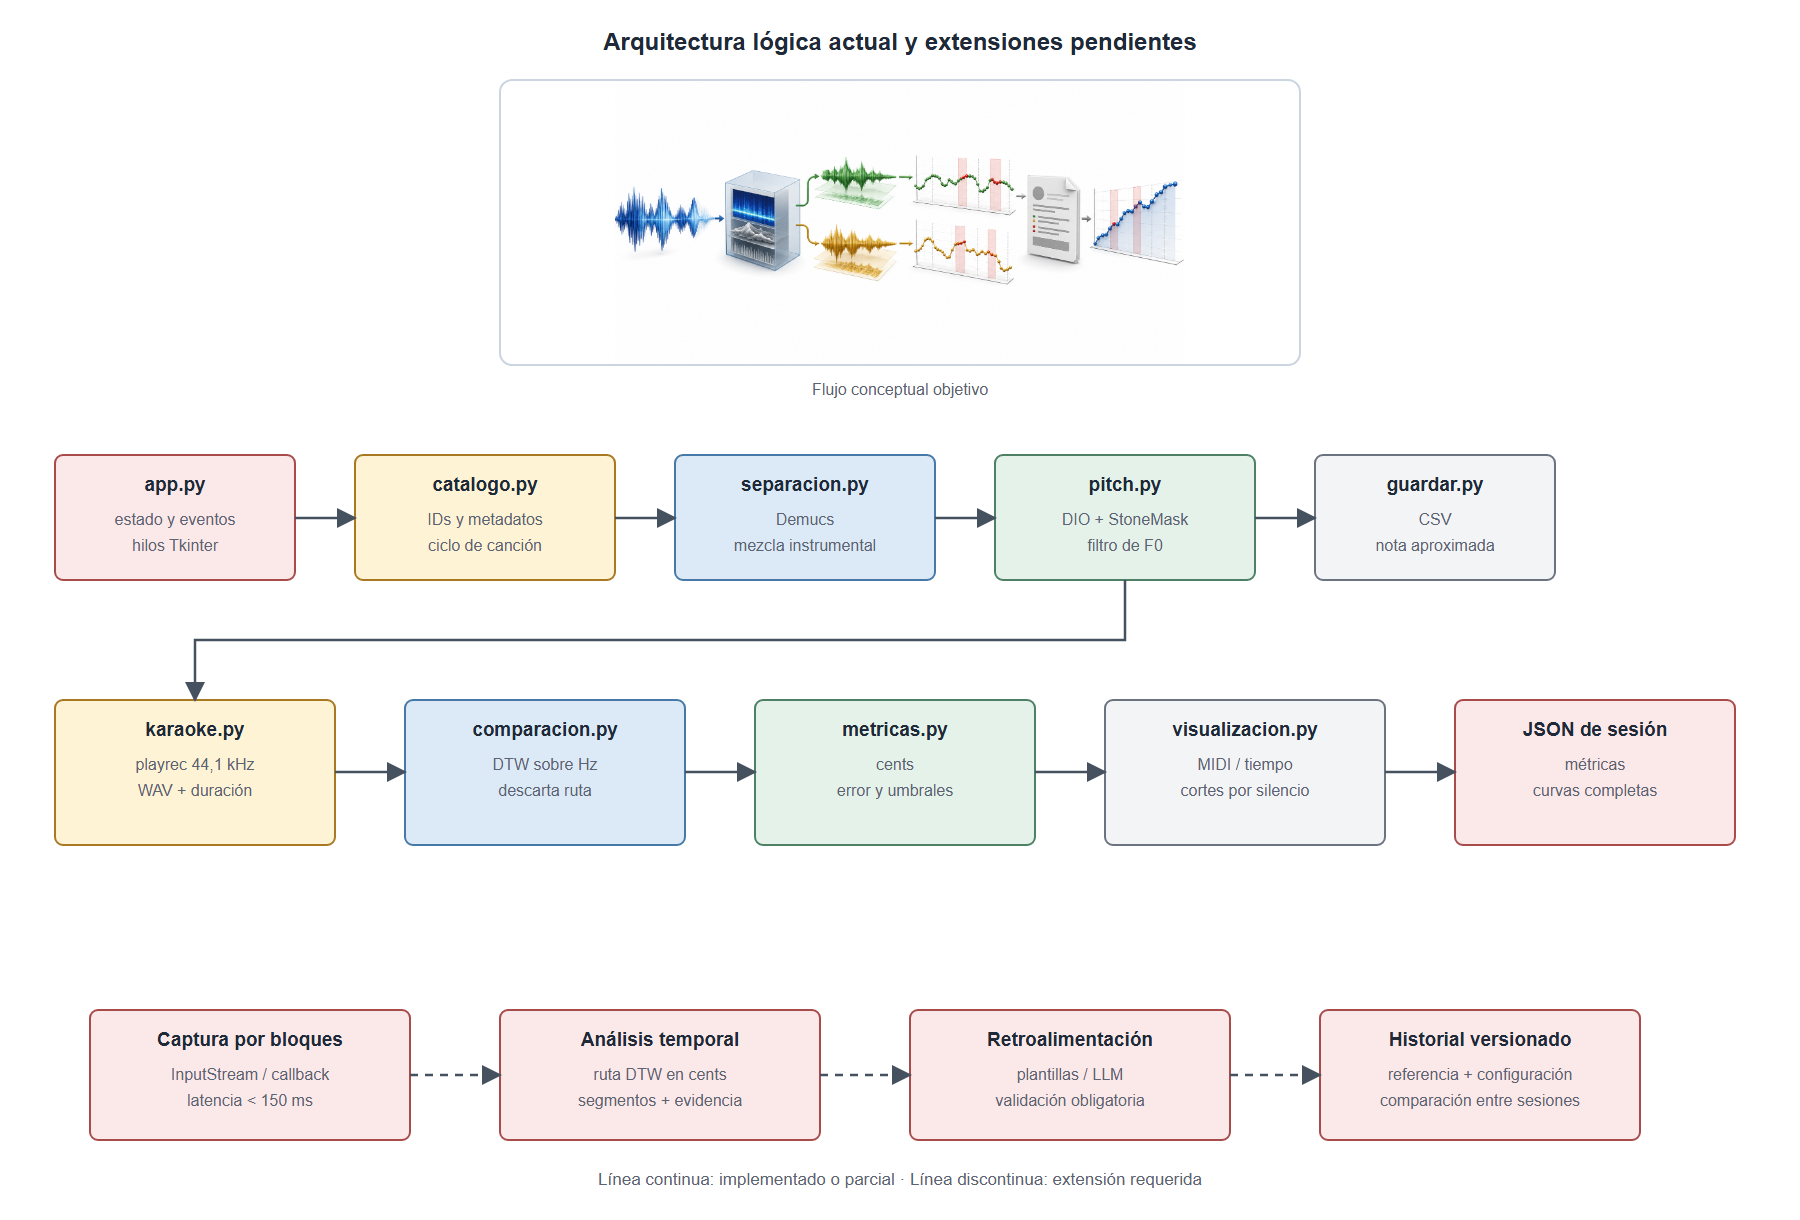 Arquitectura lógica actual y extensiones pendientes
Flujo conceptual objetivo
app.py
estado y eventos
hilos Tkinter
catalogo.py
IDs y metadatos
ciclo de canción
separacion.py
Demucs
mezcla instrumental
pitch.py
DIO + StoneMask
filtro de F0
guardar.py
CSV
nota aproximada
karaoke.py
playrec 44,1 kHz
WAV + duración
comparacion.py
DTW sobre Hz
descarta ruta
metricas.py
cents
error y umbrales
visualizacion.py
MIDI / tiempo
cortes por silencio
JSON de sesión
métricas
curvas completas
Captura por bloques
InputStream / callback
latencia < 150 ms
Análisis temporal
ruta DTW en cents
segmentos + evidencia
Retroalimentación
plantillas / LLM
validación obligatoria
Historial versionado
referencia + configuración
comparación entre sesiones
Línea continua: implementado o parcial · Línea discontinua: extensión requerida